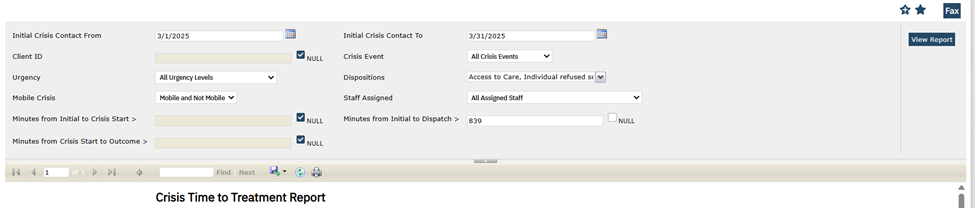 Fax
Initial Crisis Contact From 3/1/2025 Initial Crisis Contact To 3/31/2025 View Report
Client ID NULL Crisis Event All Crisis Events
Urgency All Urgency Levels Dispositions Access to Care, Individual refused s
Mobile Crisis Mobile and Not Mobile Staff Assigned All Assigned Staff
Minutes from Initial to Crisis Start > NULL Minutes from Initial to Dispatch > 839 NULL
Minutes from Crisis Start to Outcome > NULL
1 of 1 Find Next
Crisis Time to Treatment Report